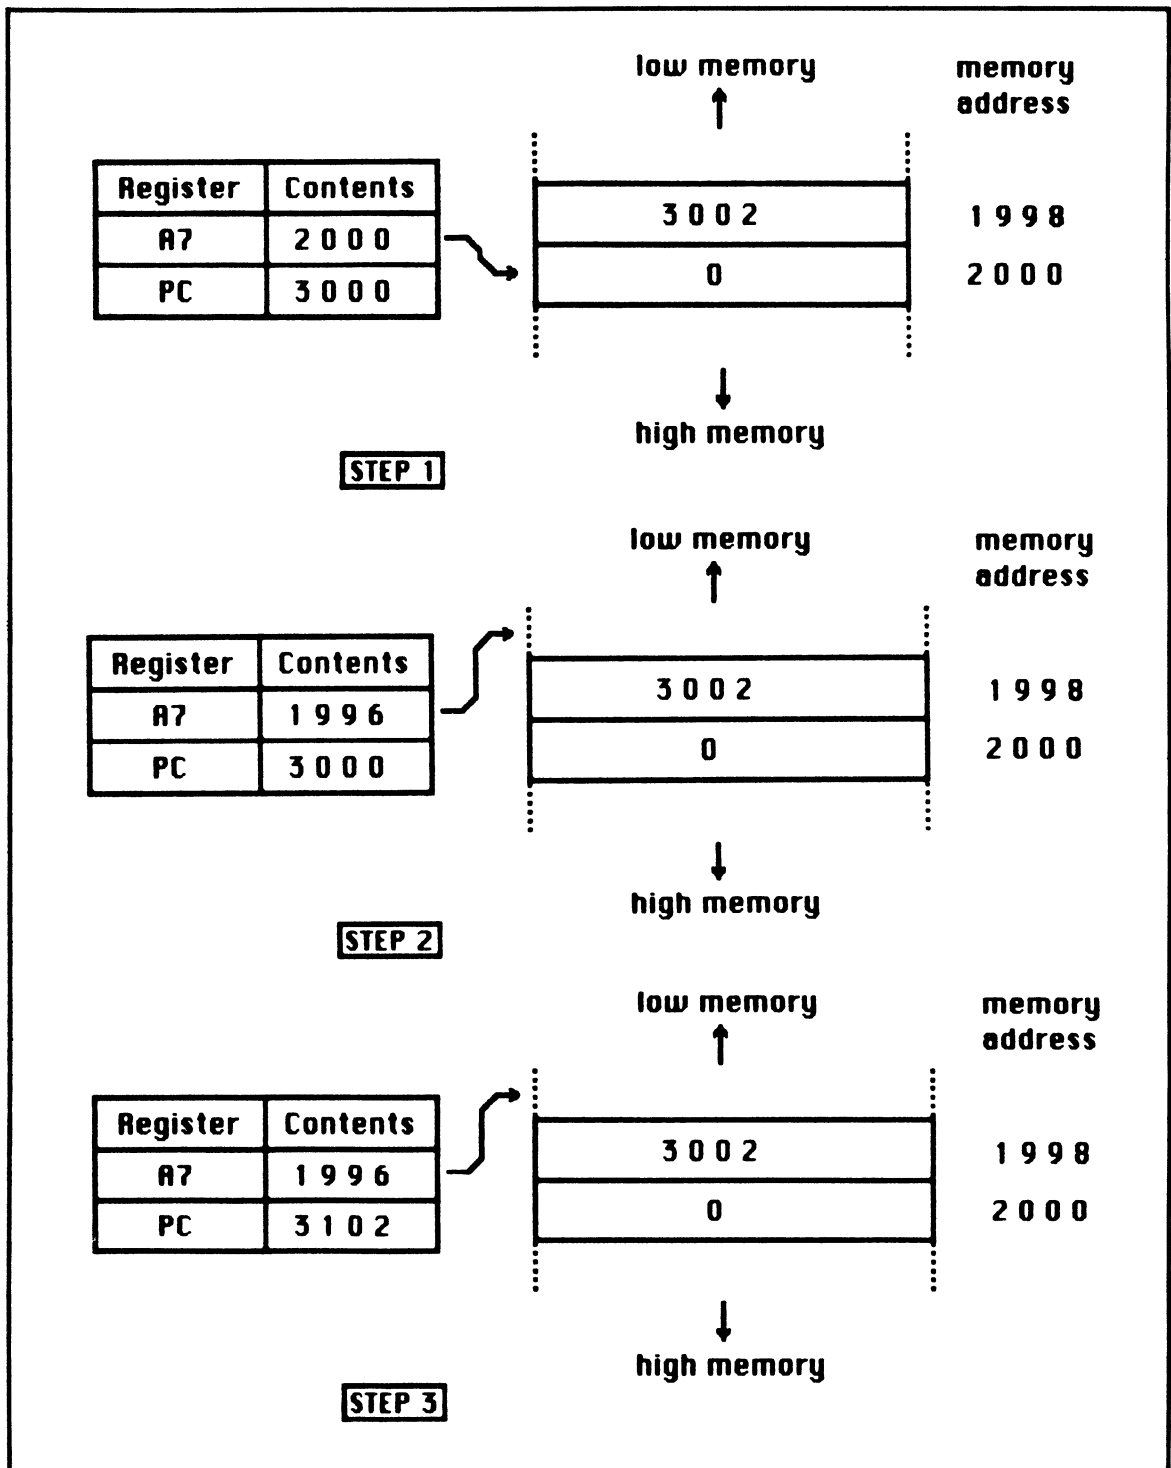 low memory
memory
address
Register Contents
A7 2000
PC 3000
3002 1998
0 2000
high memory
STEP 1
low memory
memory
address
Register Contents
A7 1996
PC 3000
3002 1998
0 2000
high memory
STEP 2
low memory
memory
address
Register Contents
A7 1996
PC 3102
3002 1998
0 2000
high memory
STEP 3